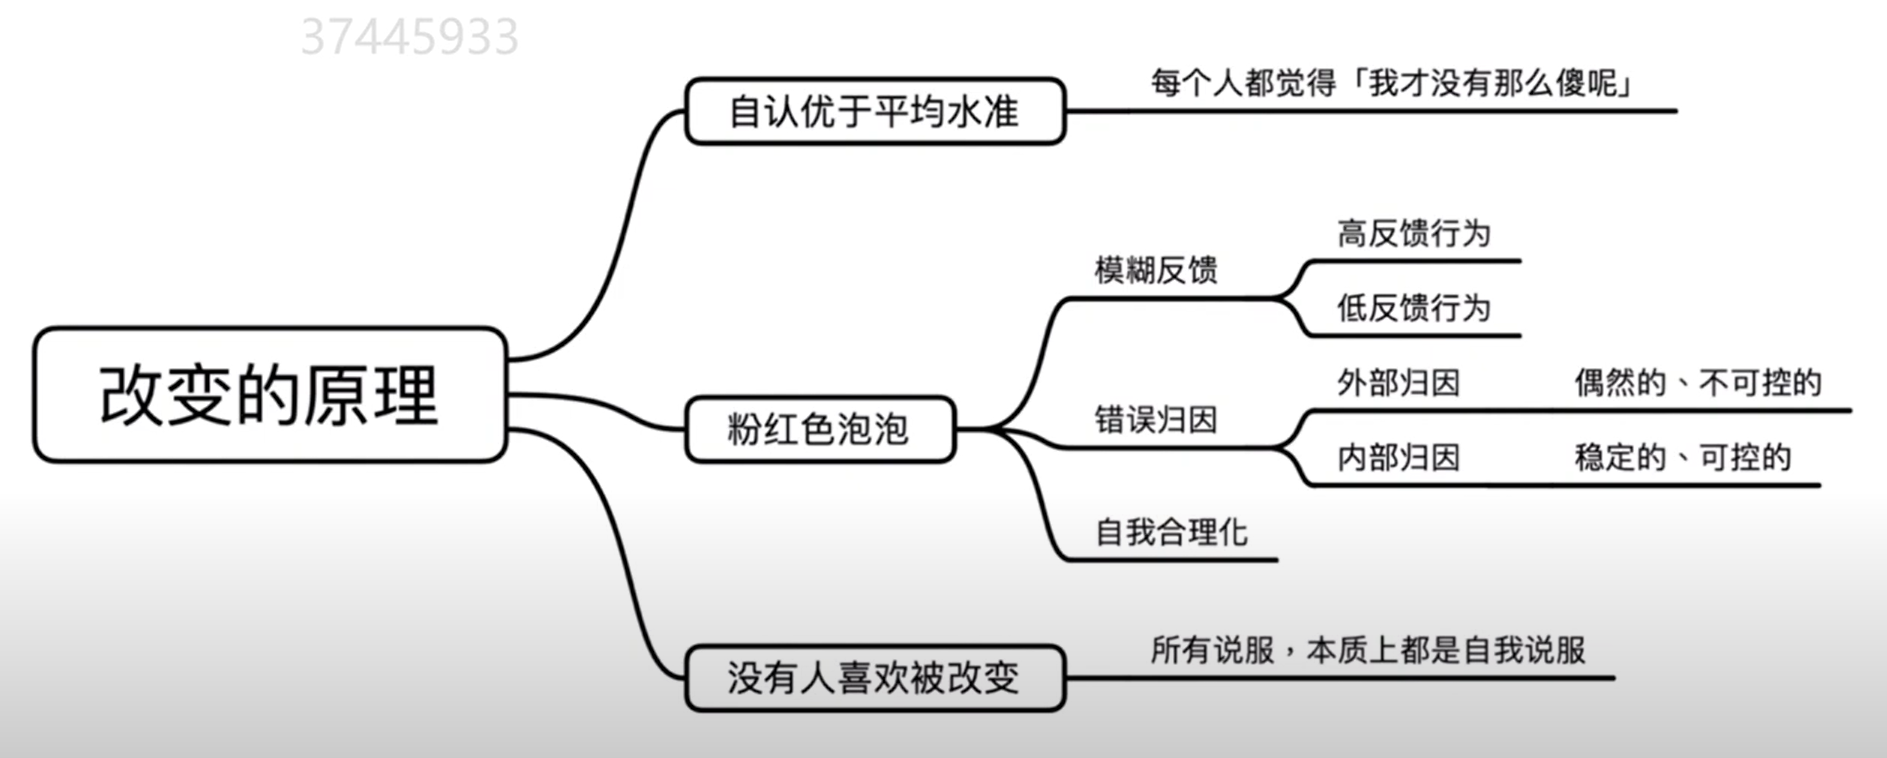 37445933
自认优于平均水准
每个人都觉得「我才没有那么傻呢」
改变的原理
粉红色泡泡
模糊反馈
高反馈行为
低反馈行为
错误归因
外部归因 偶然的、不可控的
内部归因 稳定的、可控的
自我合理化
没有人喜欢被改变
所有说服，本质上都是自我说服